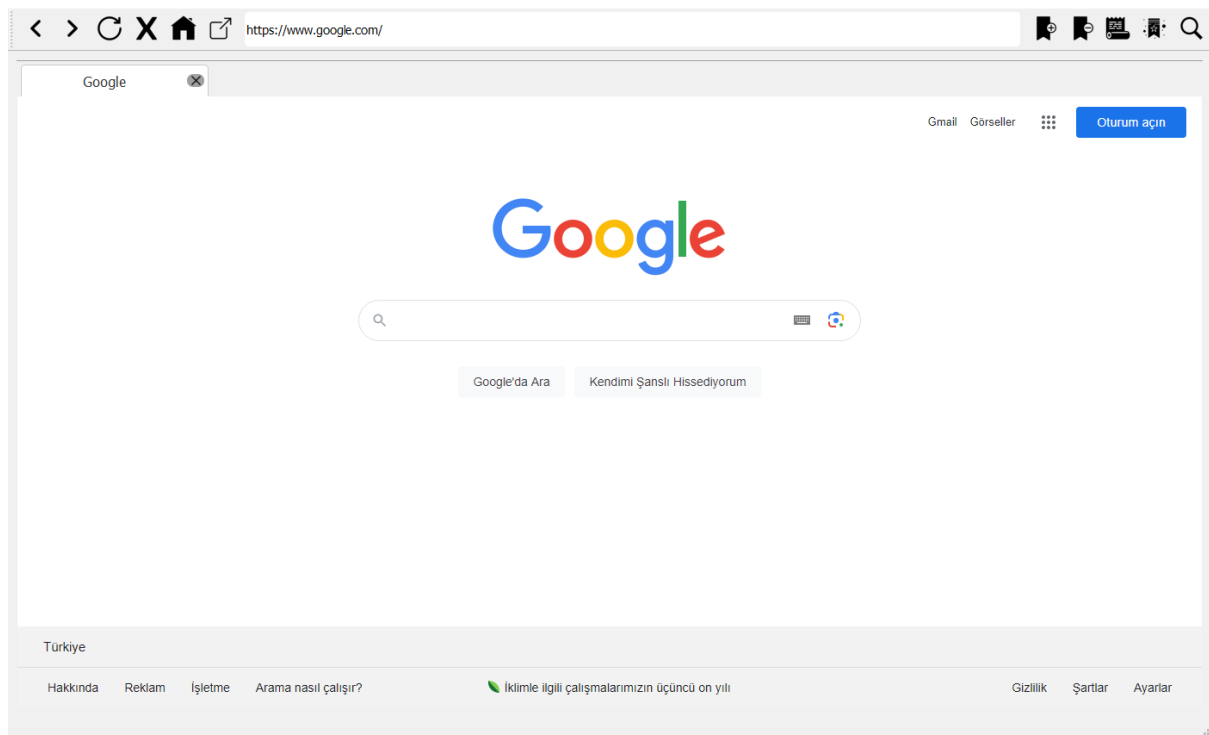 https://www.google.com/
Google
Gmail Görseller Oturum açın
Google
Google'da Ara Kendimi Şanslı Hissediyorum
Türkiye
Hakkında Reklam İşletme Arama nasıl çalışır? İklimle ilgili çalışmalarımızın üçüncü on yılı Gizlilik Şartlar Ayarlar